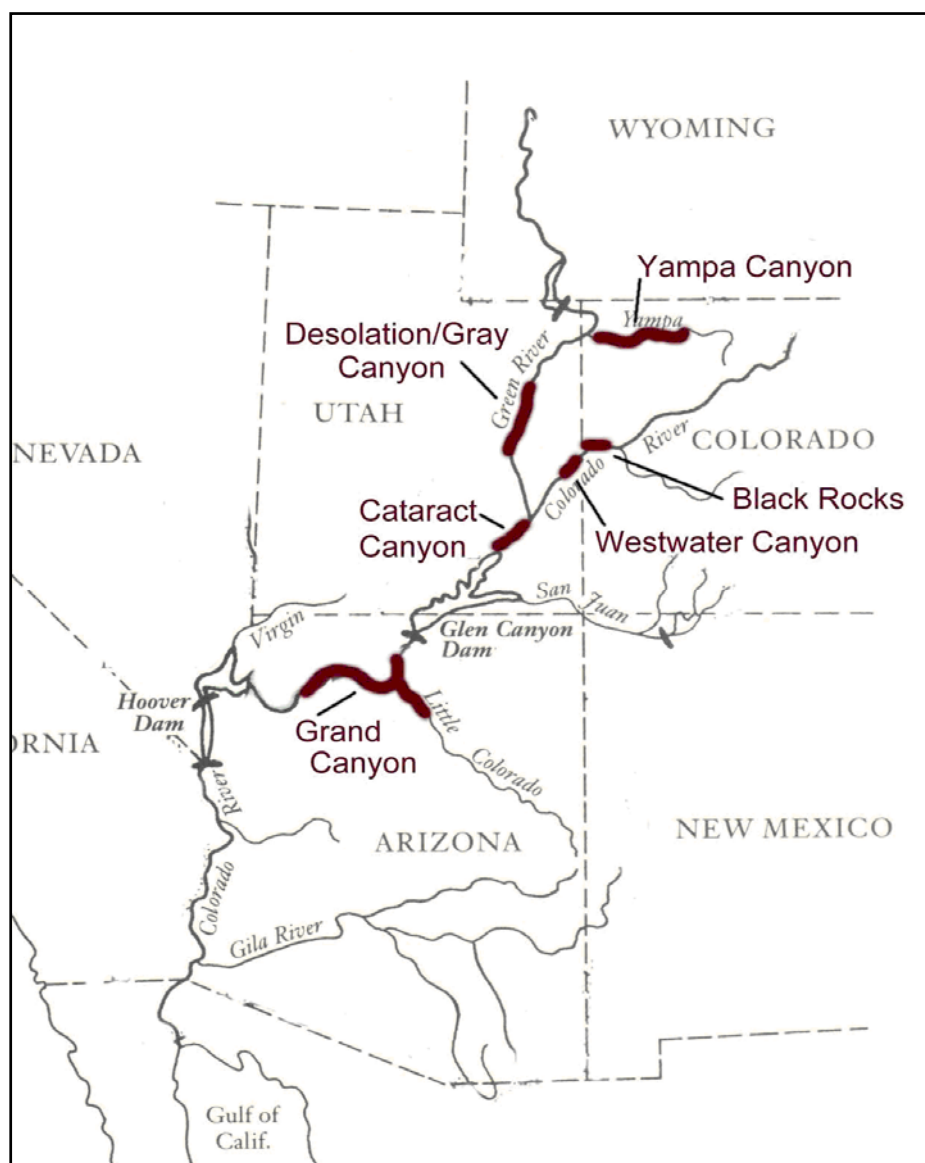 WYOMING
Yampa Canyon
Yampa
Desolation/Gray
Canyon
Green River
UTAH
NEVADA
COLORADO
River
Colorado
Black Rocks
Cataract
Canyon
Westwater Canyon
San Juan
Virgin
Glen Canyon
Dam
Hoover
Dam
Grand
Canyon
Little Colorado
ORNIA
River
Colorado
ARIZONA
NEW MEXICO
Gila River
Gulf of
Calif.